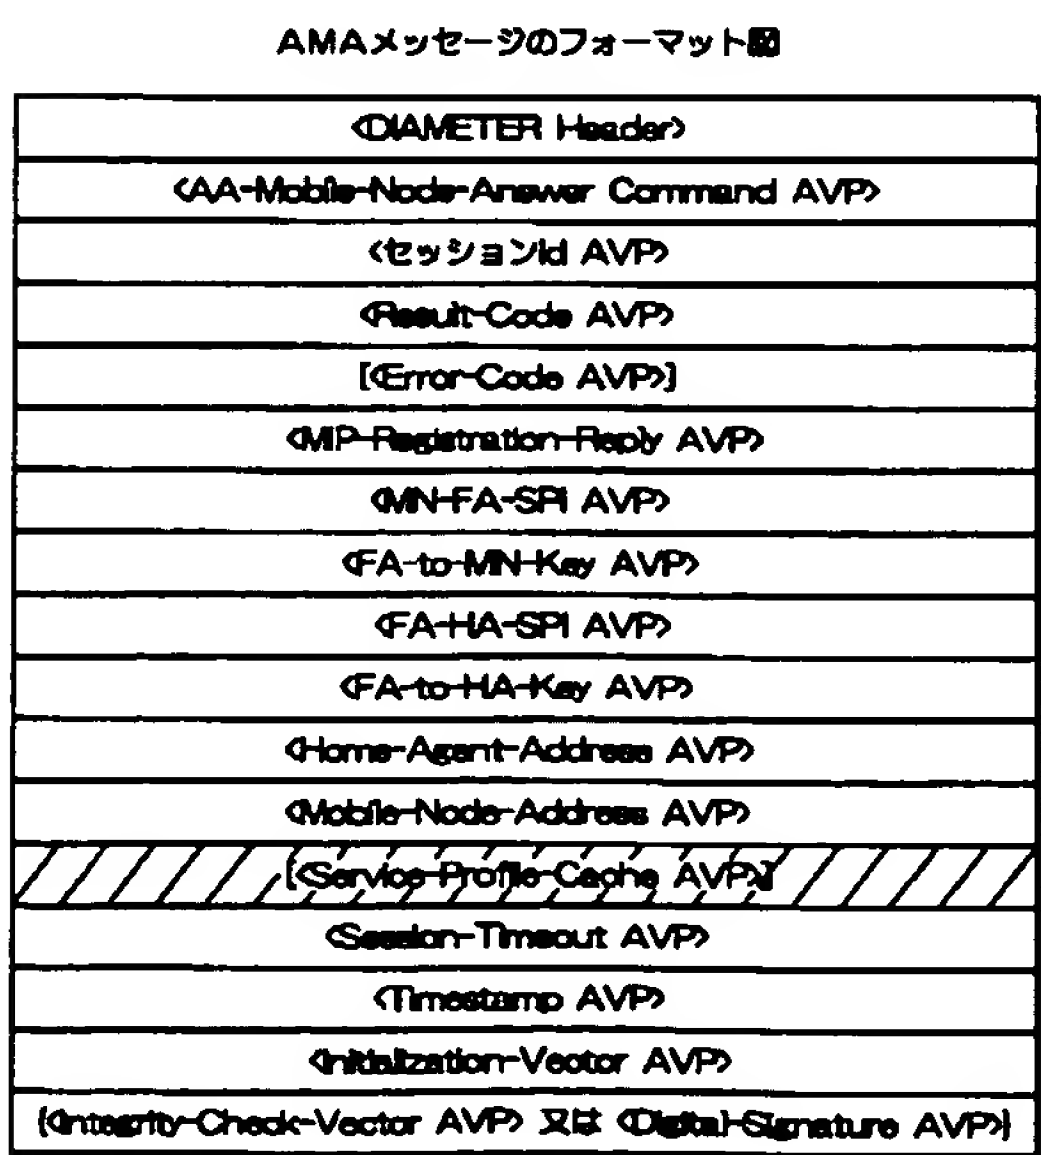 AMAメッセージのフォーマット図
<DIAMETER Header>
<AA-Mobile-Node-Answer Command AVP>
<セッションId AVP>
<Result-Code AVP>
[<Error-Code AVP>]
<MIP-Registration-Reply AVP>
<MN-FA-SPI AVP>
<FA-to-MN-Key AVP>
<FA-HA-SPI AVP>
<FA-to-HA-Key AVP>
<Home-Agent-Address AVP>
<Mobile-Node-Address AVP>
[<Service-Profile-Cache AVP>]
<Session-Timeout AVP>
<Timestamp AVP>
<Initialization-Vector AVP>
{<Integrity-Check-Vector AVP> 又は <Digital-Signature AVP>}